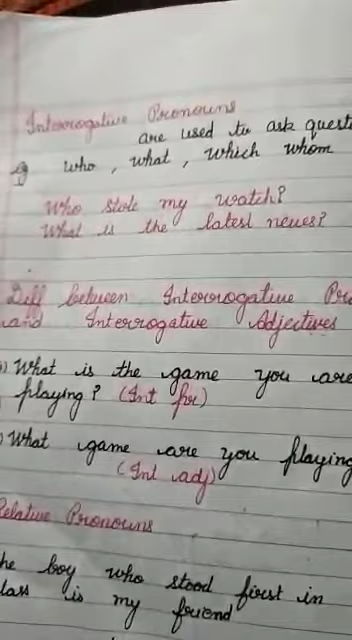 Interrogative Pronouns
are used to ask quest
eg who, what, which whom
Who stole my watch?
What is the latest neues?
Diff between Interrogative Pro
and Interrogative Adjectives
What is the game you are
playing? (Int pr)
What game are you playing
(Int adj)
Relative Pronouns
he boy who stood first in
lass is my friend